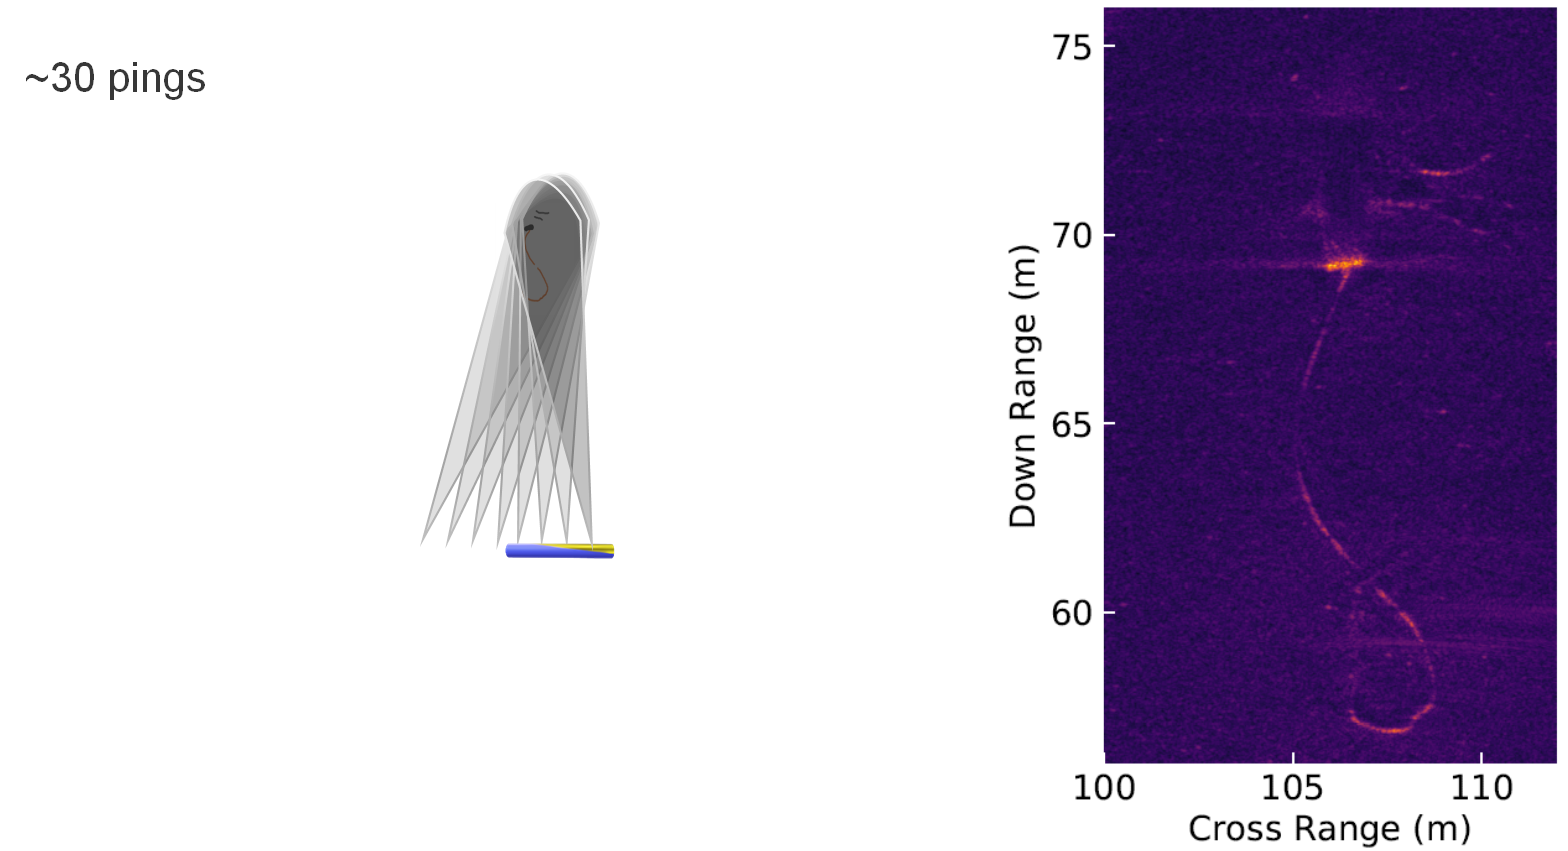 ~30 pings
75
70
65
60
Down Range (m)
100 105 110
Cross Range (m)